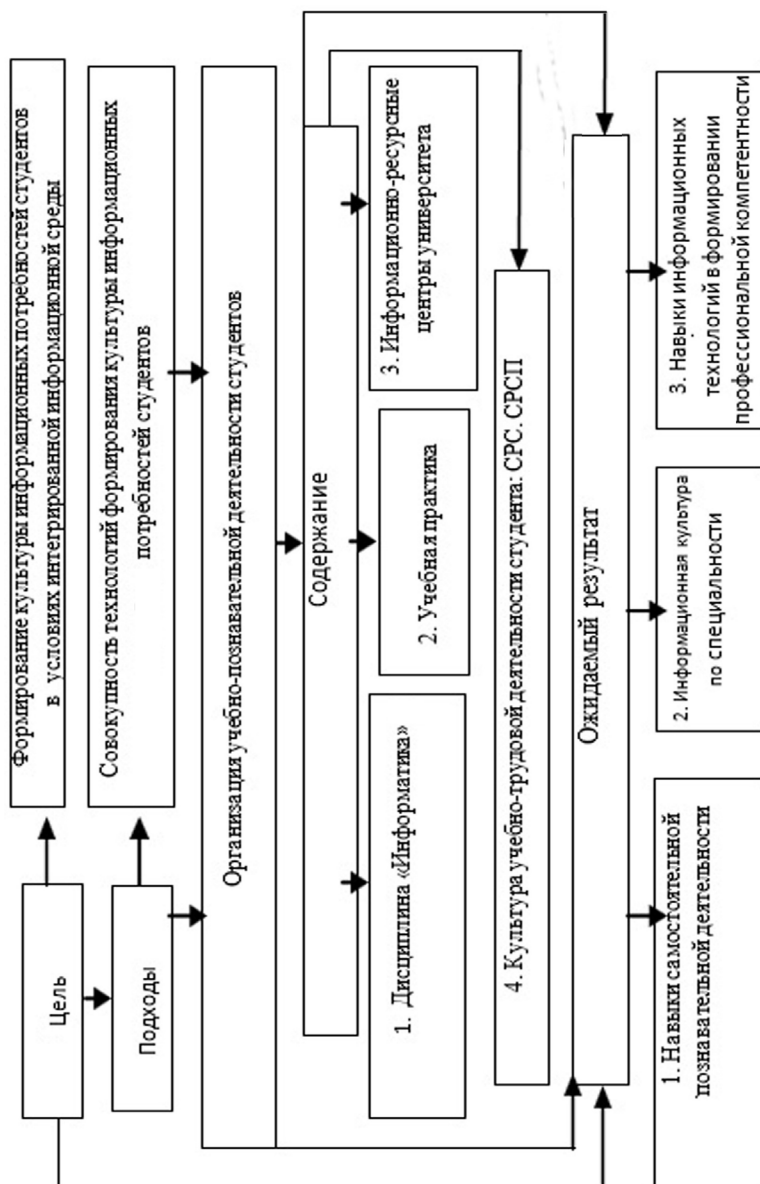 Цель
Формирование культуры информационных потребностей студентов
в условиях интегрированной информационной среды
Подходы
Совокупность технологий формирования культуры информационных
потребностей студентов
Организация учебно-познавательной деятельности студентов
Содержание
1. Дисциплина «Информатика»
2. Учебная практика
3. Информационно-ресурсные
центры университета
4. Культура учебно-трудовой деятельности студента: СРС. СРСП
Ожидаемый результат
1. Навыки самостоятельной
познавательной деятельности
2. Информационная культура
по специальности
3. Навыки информационных
технологий в формировании
профессиональной компетентности